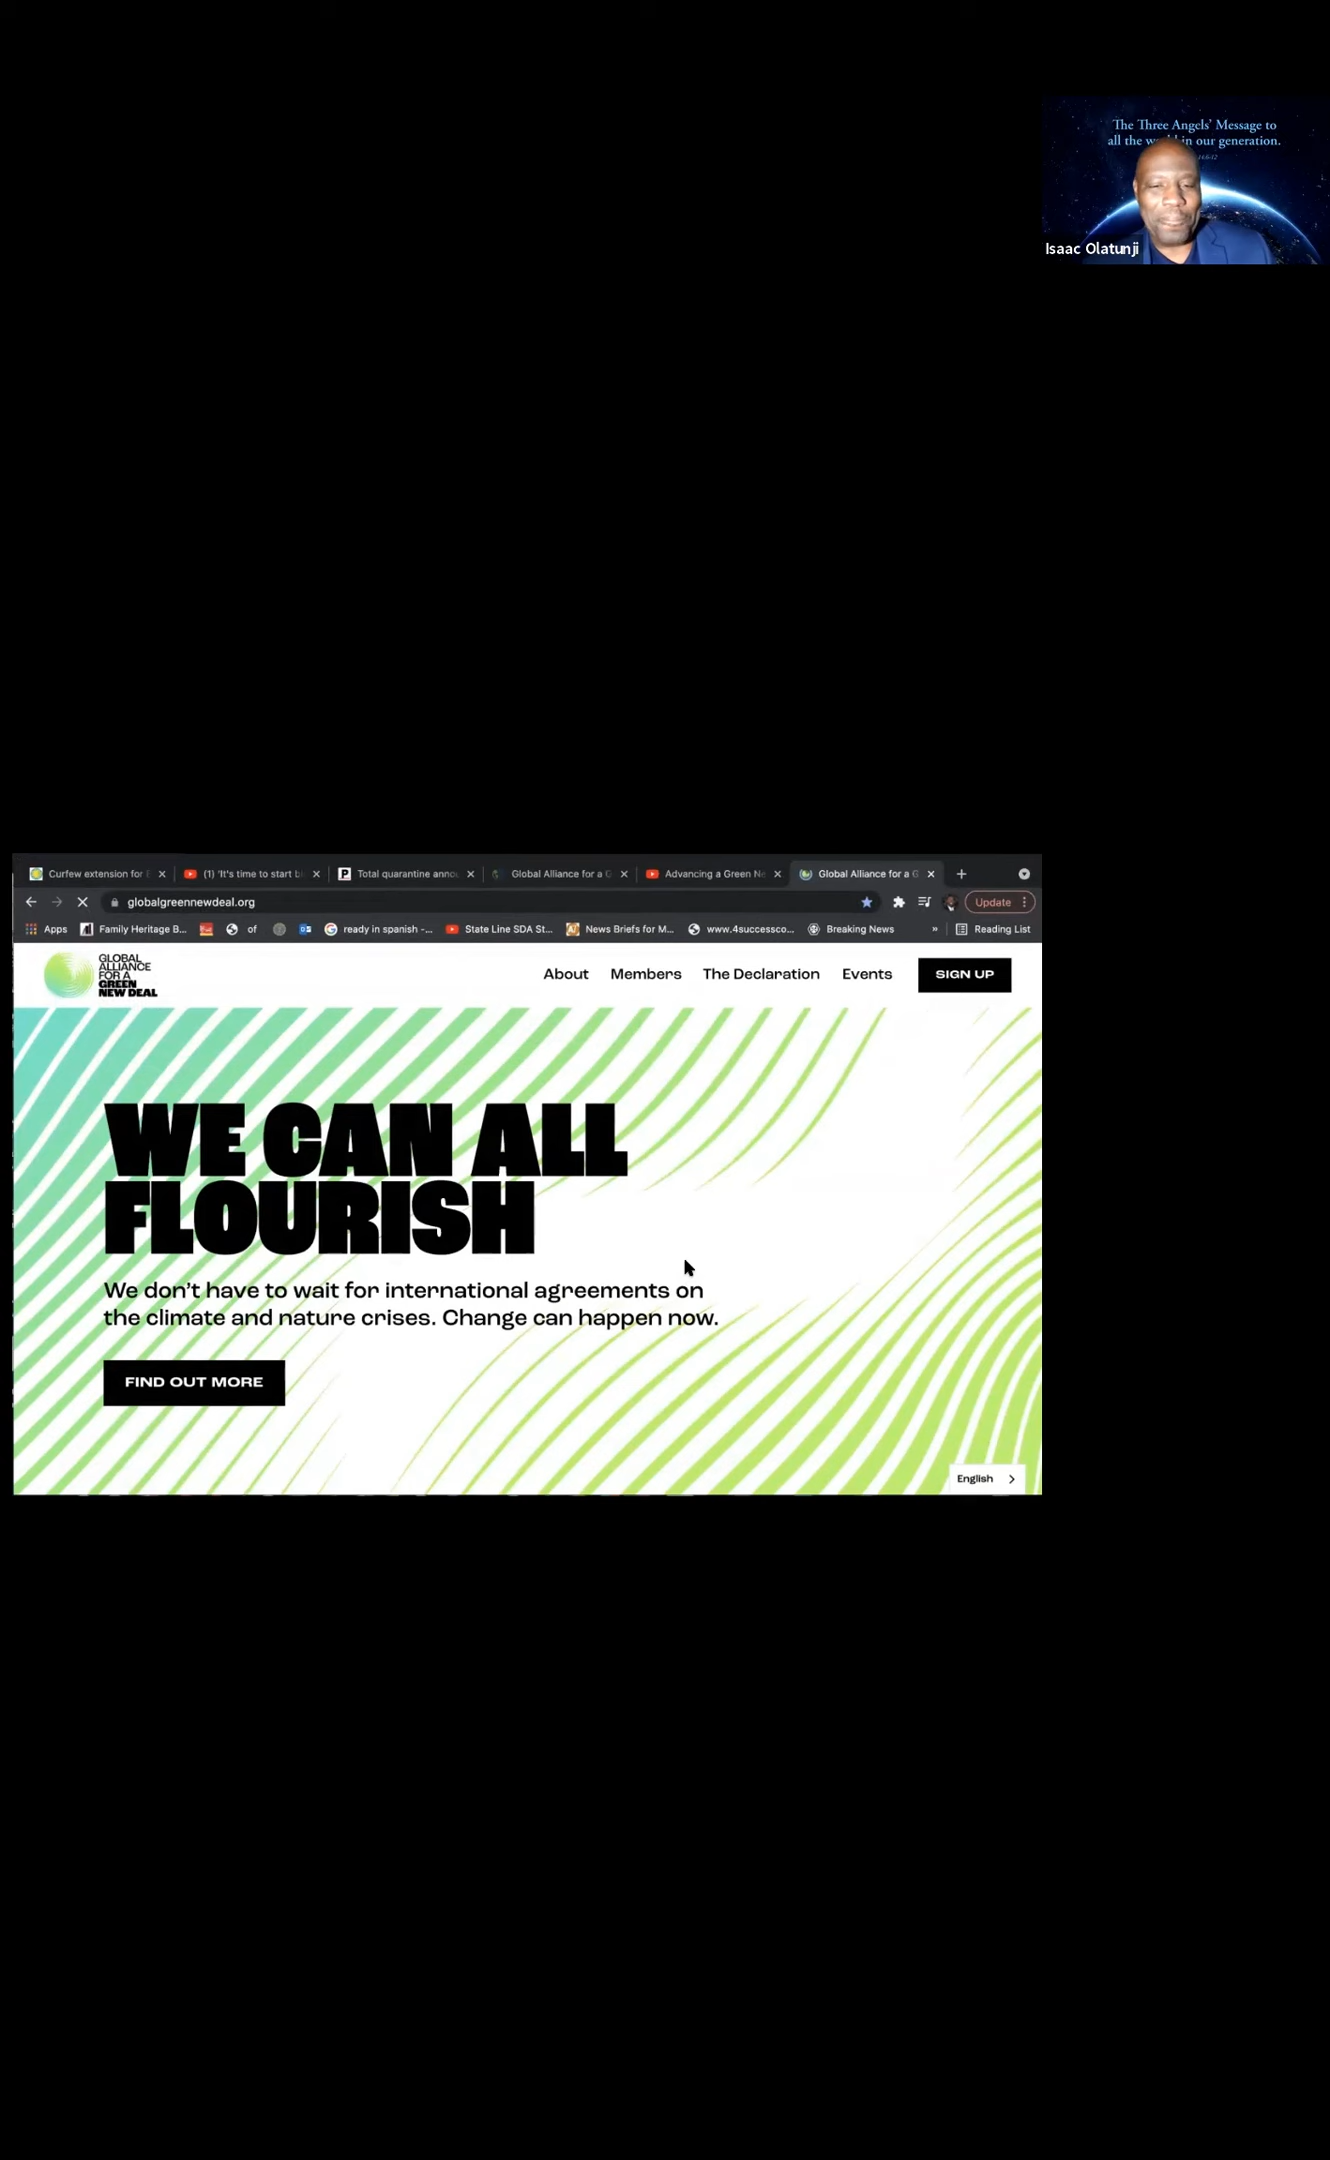 The Three Angels' Message to
all the world in our generation.
Isaac Olatunji
Curfew extension for
(1) 'It's time to start b
Total quarantine annou
Global Alliance for a G
Advancing a Green Ne
Global Alliance for a G
globalgreennewdeal.org
Update
Apps
Family Heritage B...
of
ready in spanish -...
State Line SDA St...
News Briefs for M...
www.4successco...
Breaking News
»
Reading List
GLOBAL
ALLIANCE
FOR A
GREEN
NEW DEAL
About
Members
The Declaration
Events
SIGN UP
WE CAN ALL
FLOURISH
We don't have to wait for international agreements on
the climate and nature crises. Change can happen now.
FIND OUT MORE
English